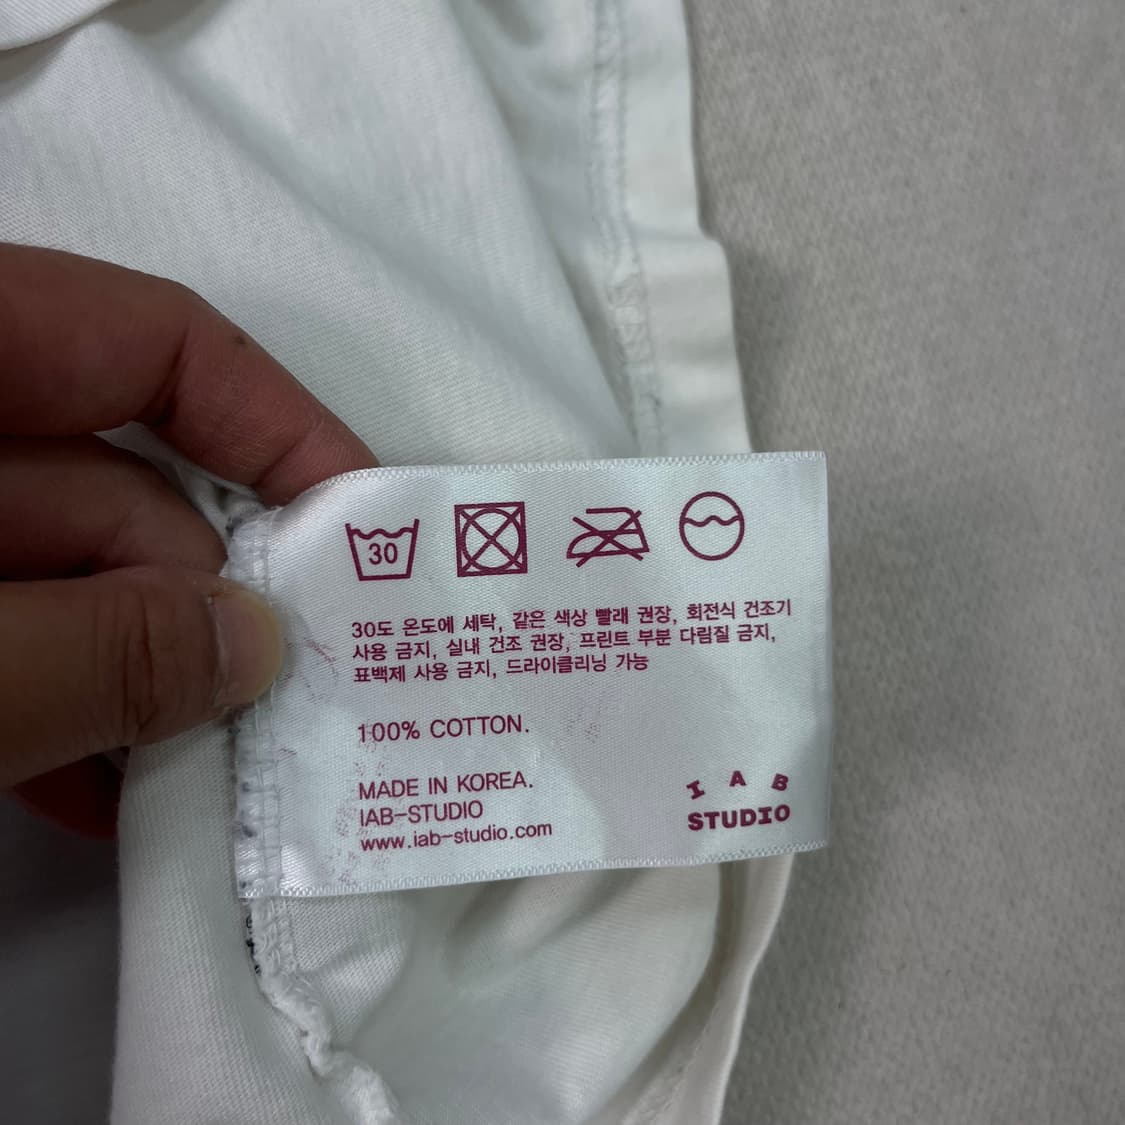 30
30도 온도에 세탁, 같은 색상 빨래 권장, 회전식 건조기
사용 금지, 실내 건조 권장, 프린트 부분 다림질 금지,
표백제 사용 금지, 드라이클리닝 가능
100% COTTON.
MADE IN KOREA.
IAB-STUDIO
www.iab-studio.com
I A B
STUDIO